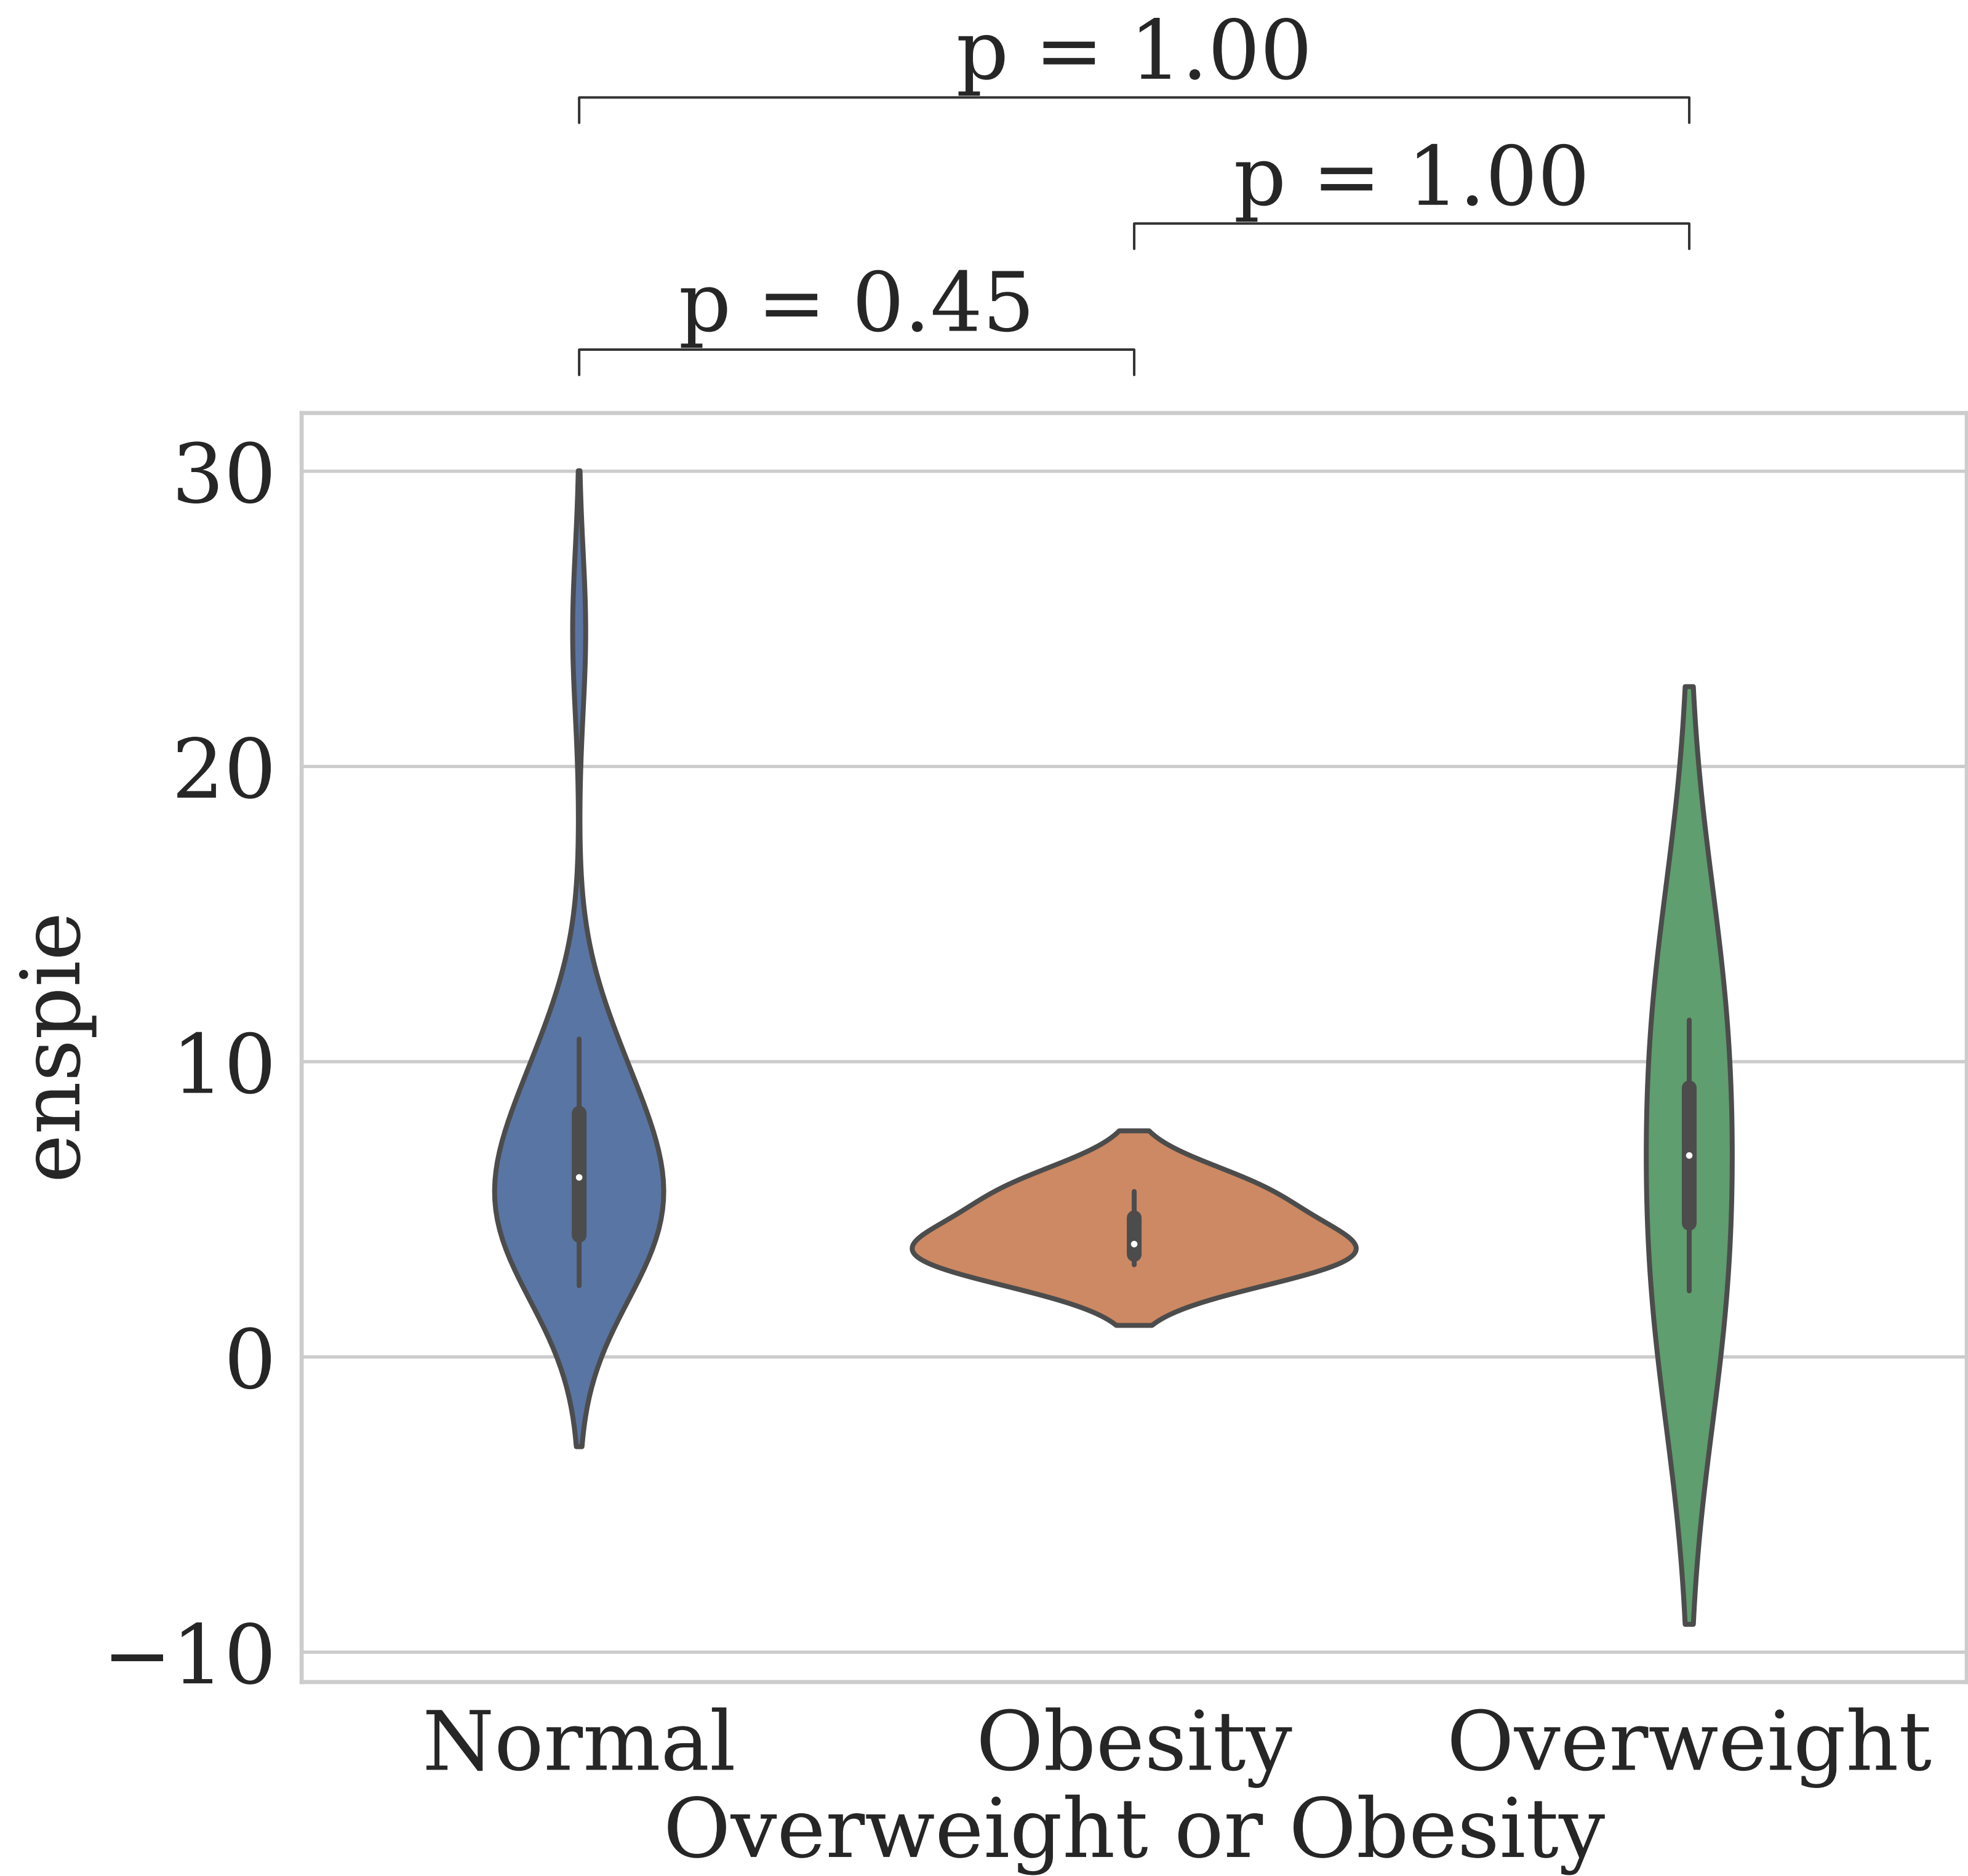 p = 1.00
p = 1.00
p = 0.45
30
20
10
0
−10
enspie
Normal
Obesity
Overweight
Overweight or Obesity